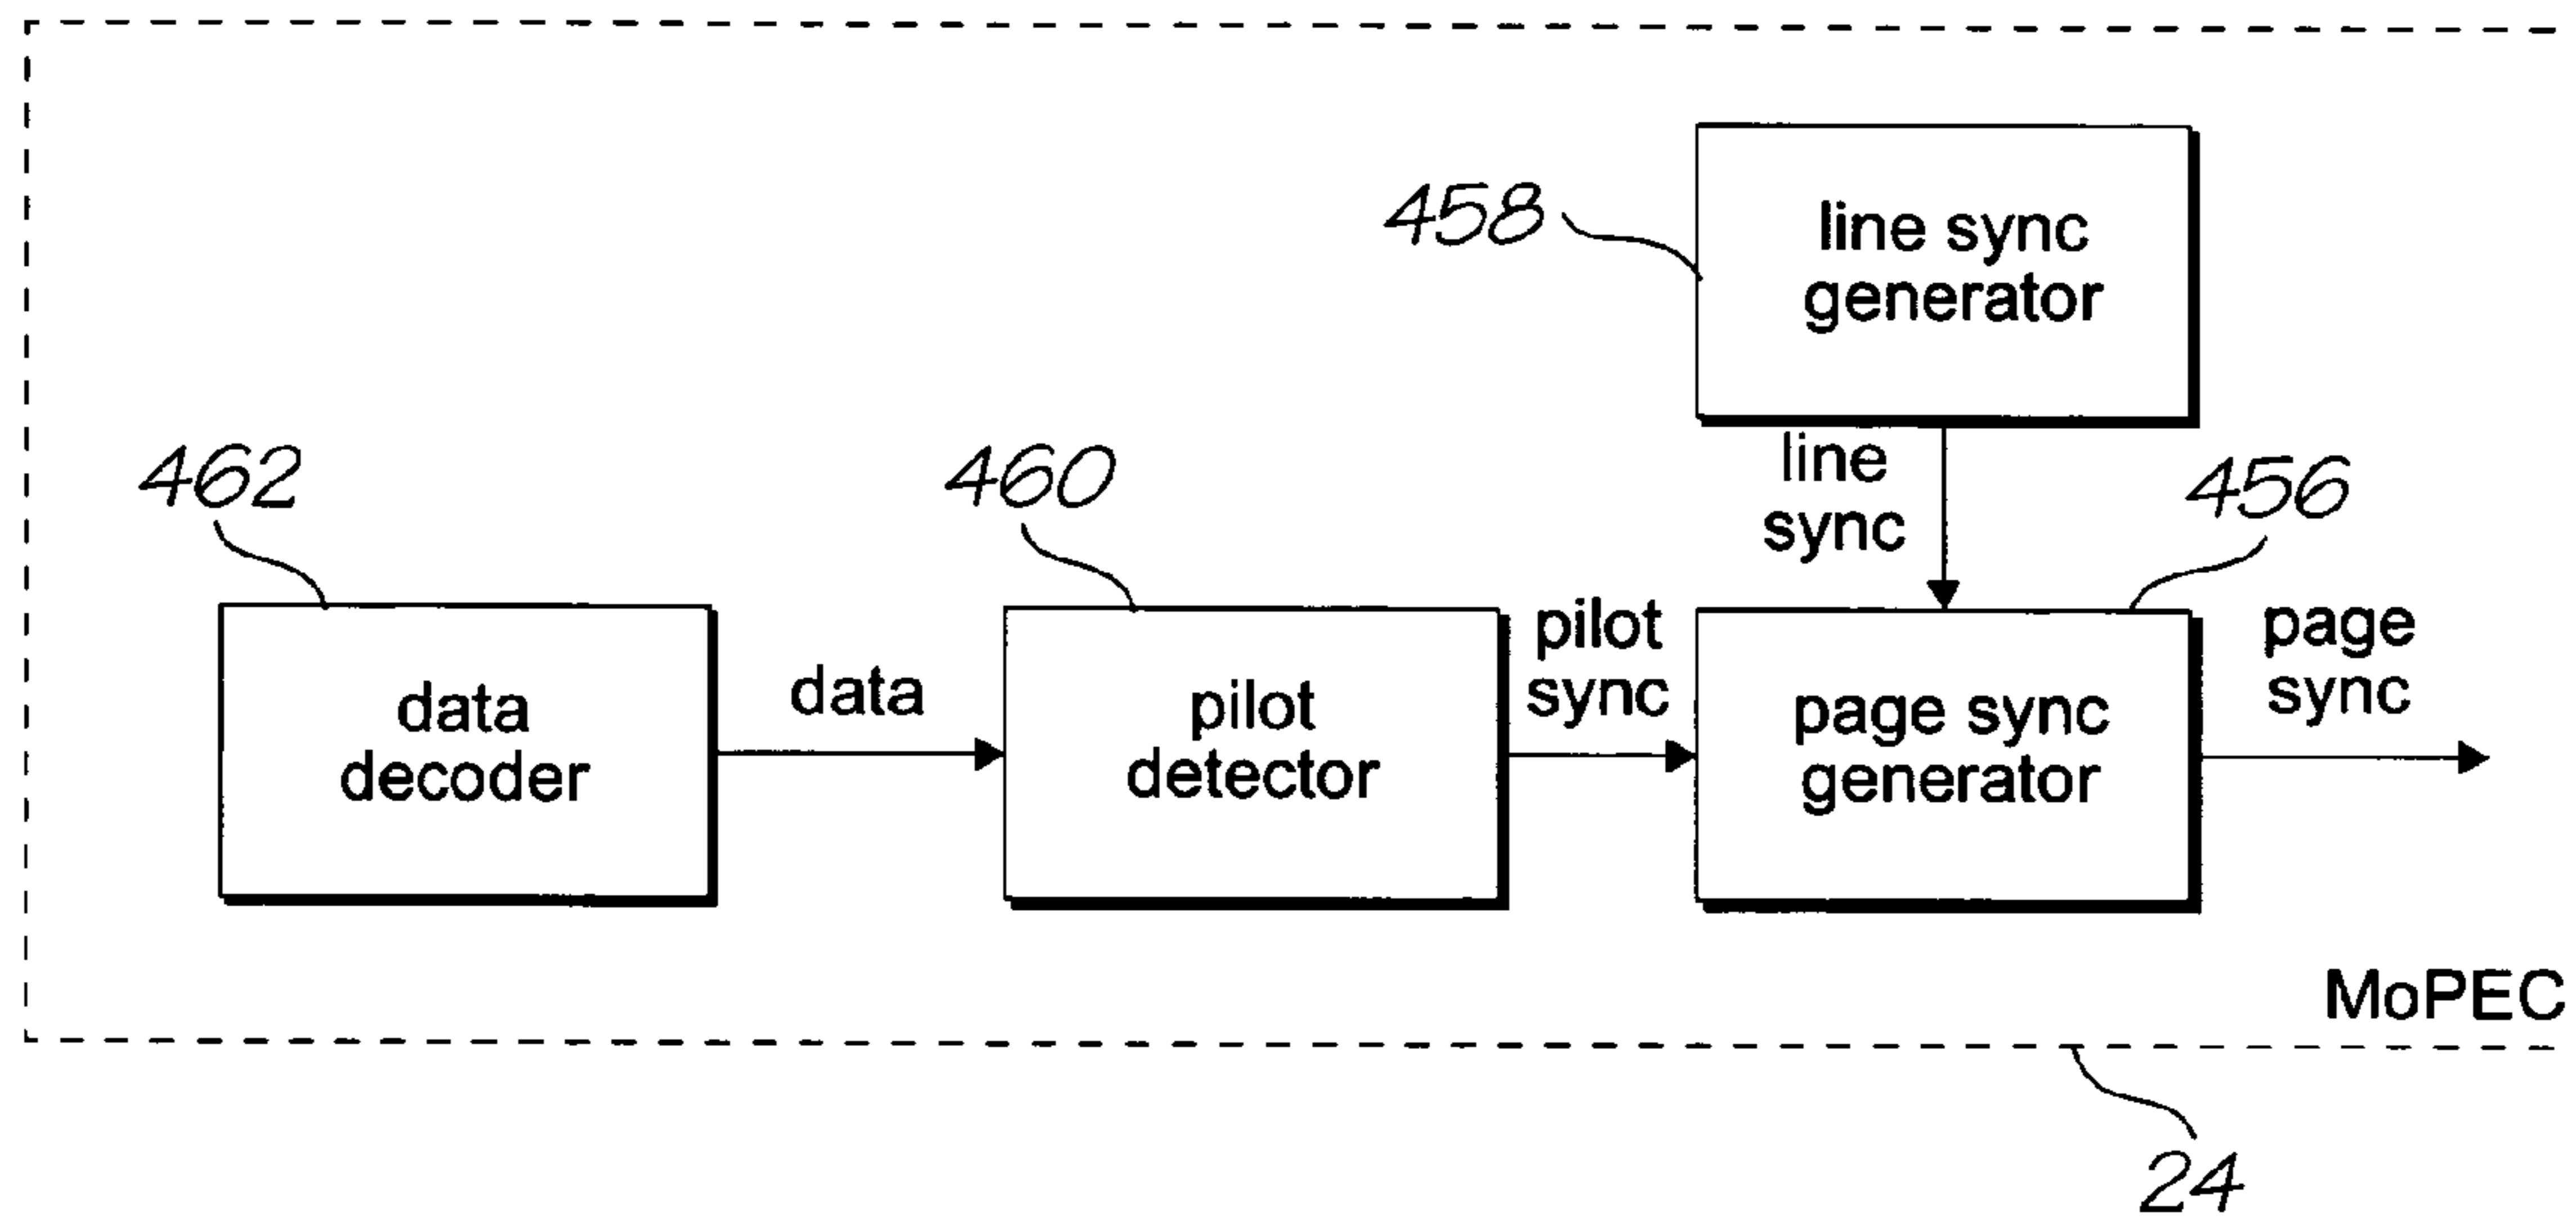 458
line sync
generator
line
sync
462
460
456
data
decoder
data
pilot
detector
pilot
sync
page sync
generator
page
sync
MoPEC
24